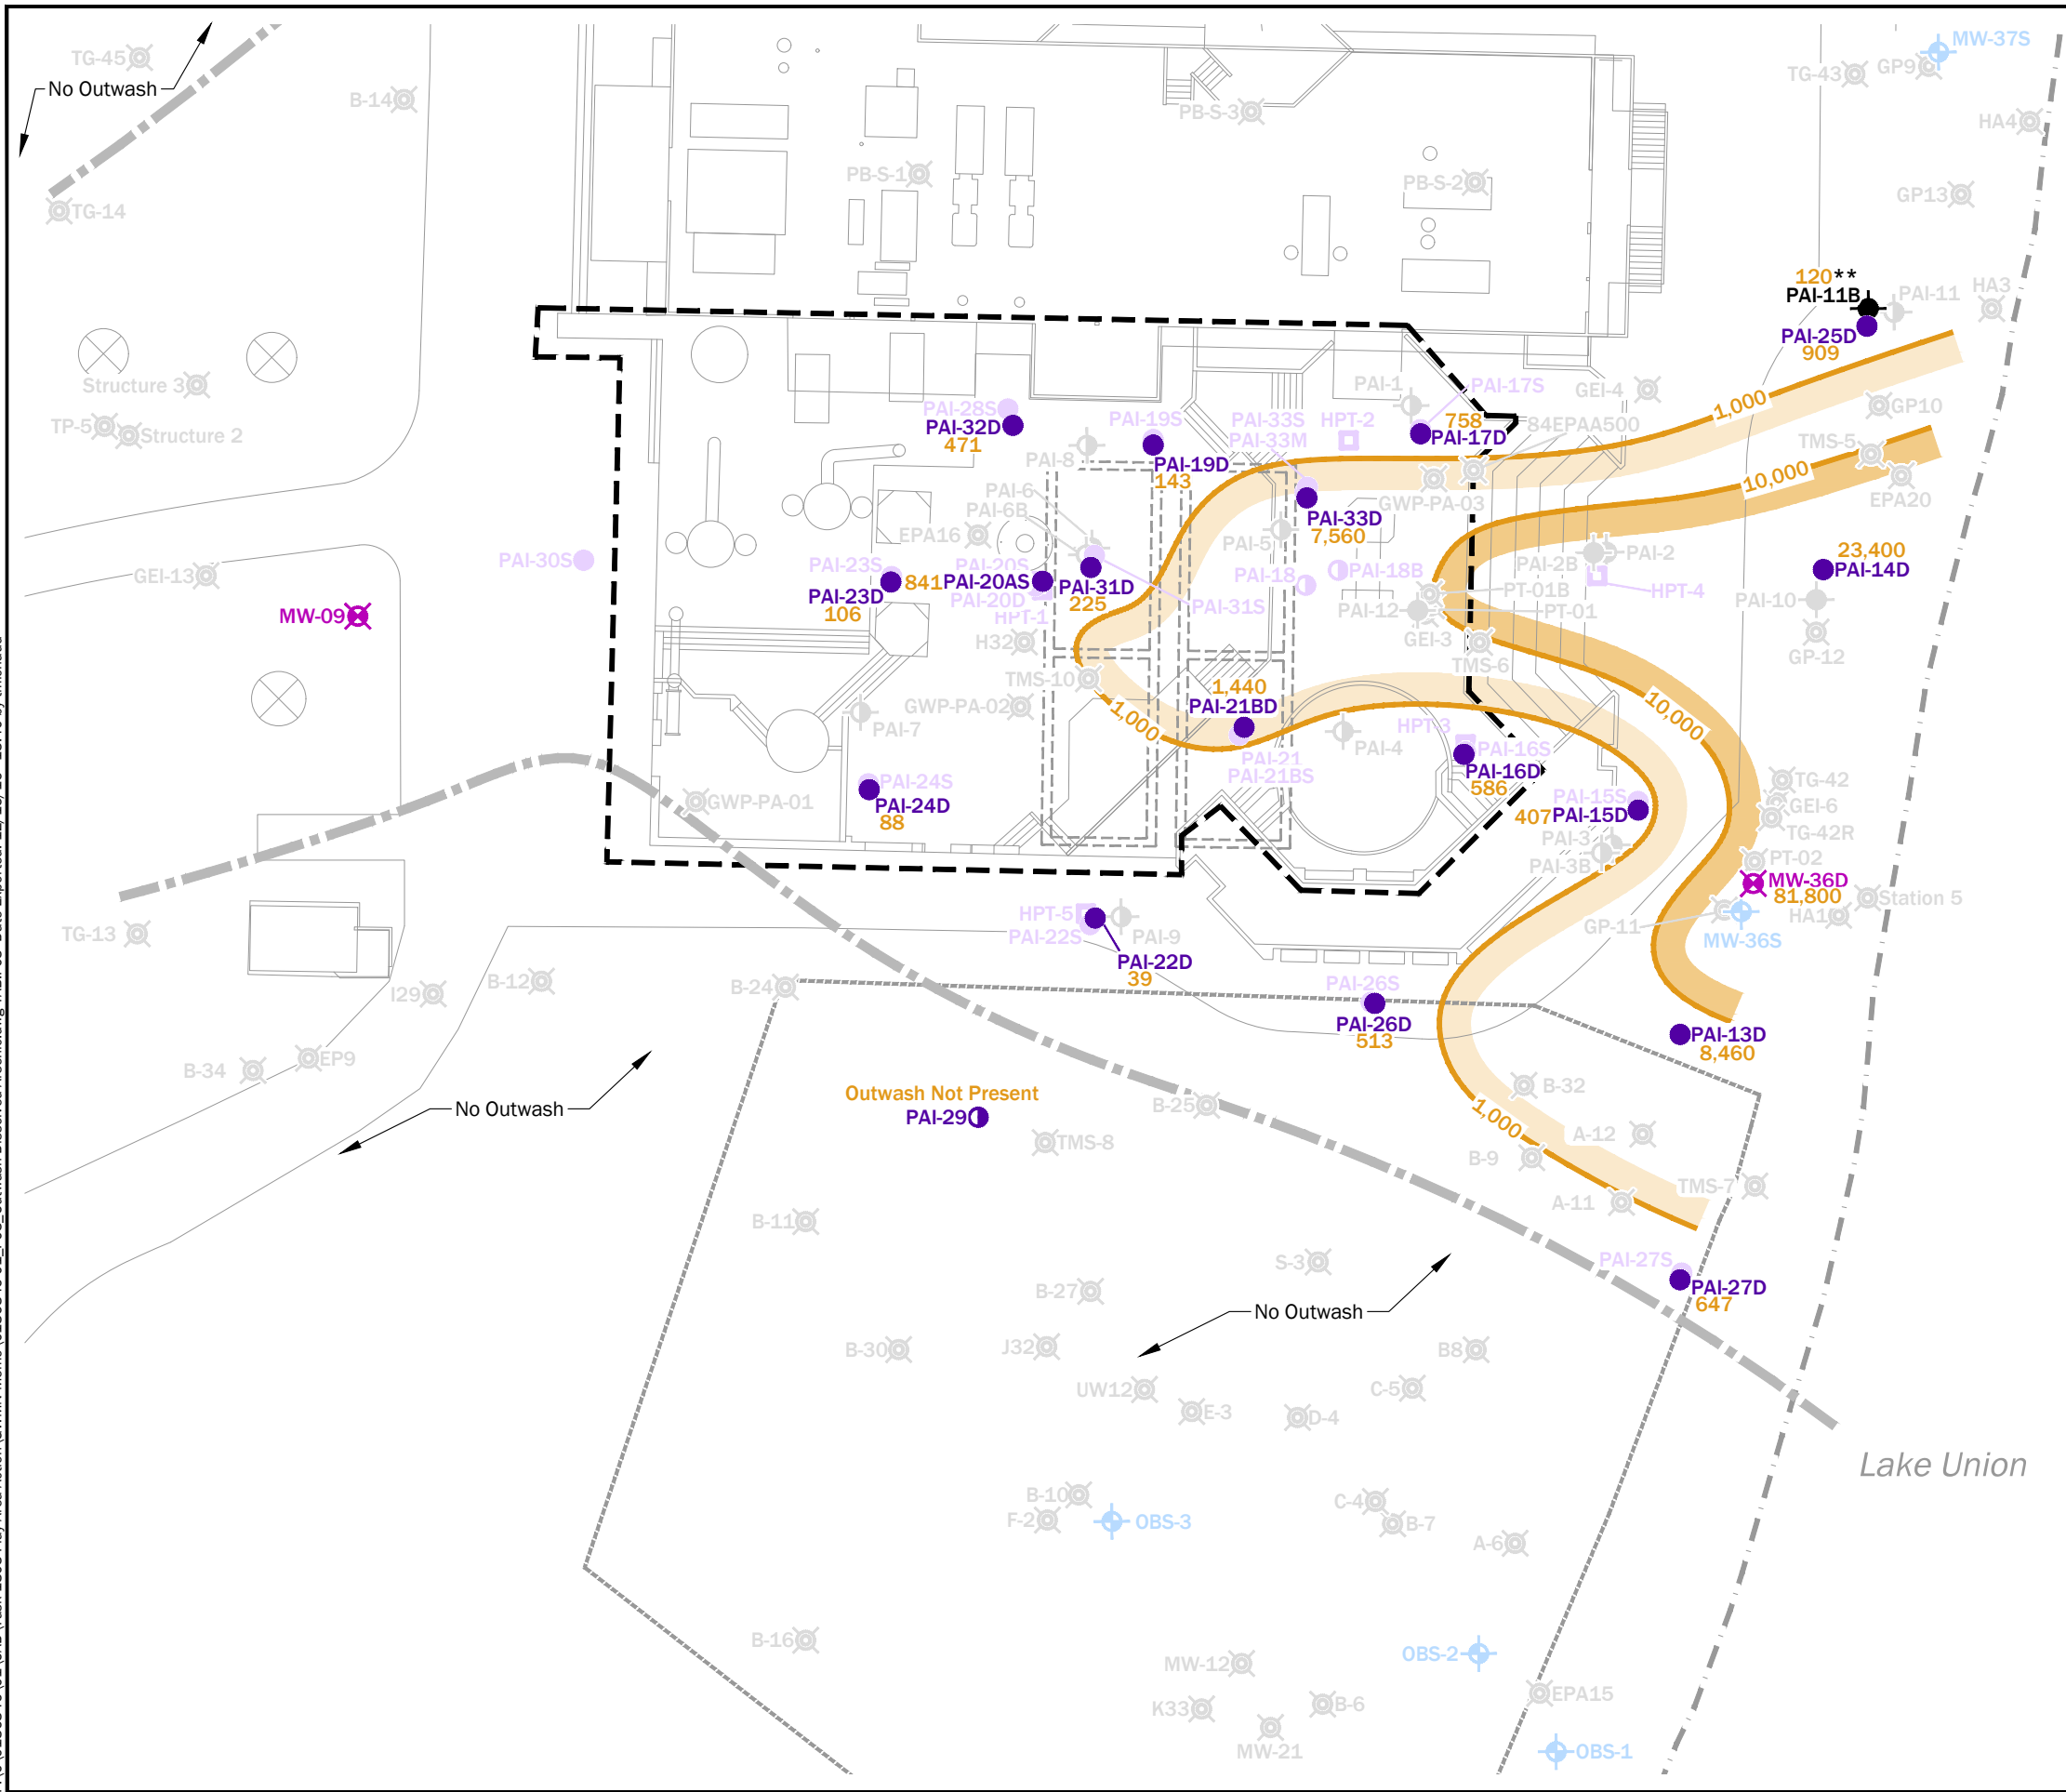 TG-45
No Outwash
TG-14
B-14
PB-S-3
PB-S-1
PB-S-2
MW-37S
TG-43
GP9
HA4
GP13
120**
PAI-11B
PAI-11
HA3
PAI-25D
909
Structure 3
TP-5
Structure 2
PAI-28S
PAI-32D
471
PAI-8
PAI-19S
PAI-19D
143
PAI-33S
PAI-33M
HPT-2
PAI-1
PAI-17S
758
PAI-17D
GEI-4
84EPAA500
1,000
GP10
TMS-5
10,000
EPA20
PAI-6
PAI-6B
EPA16
GWP-PA-03
PAI-33D
7,560
PAI-5
PAI-30S
GEI-13
MW-09
PAI-23S
841
PAI-23D
106
PAI-20S
PAI-20AS
PAI-20D
HPT-1
PAI-31D
225
PAI-31S
PAI-18
PAI-18B
PAI-12
GEI-3
PAI-2B
PAI-2
PT-01B
PT-01
HPT-4
23,400
PAI-14D
PAI-10
GP-12
H32
TMS-10
TMS-6
GWP-PA-02
PAI-7
1,000
1,440
PAI-21BD
PAI-21
PAI-21BS
PAI-4
HPT-3
PAI-16S
PAI-16D
586
10,000
GWP-PA-01
PAI-24S
PAI-24D
88
407
PAI-15S
PAI-15D
PAI-3
PAI-3B
TG-42
GEI-6
TG-42R
PT-02
MW-36D
81,800
Station 5
HA1
GP-11
MW-36S
TG-13
HPT-5
PAI-22S
PAI-9
PAI-22D
39
I29
B-12
B-24
PAI-26S
PAI-26D
513
PAI-13D
8,460
B-34
EP9
No Outwash
Outwash Not Present
PAI-29
TMS-8
B-25
B-32
1,000
A-12
B-9
A-11
TMS-7
B-11
S-3
PAI-27S
PAI-27D
647
B-27
No Outwash
B-30
J32
B8
UW12
C-5
E-3
D-4
Lake Union
B-10
F-2
OBS-3
C-4
B-7
A-6
B-16
MW-12
OBS-2
K33
B-6
EPA15
MW-21
OBS-1